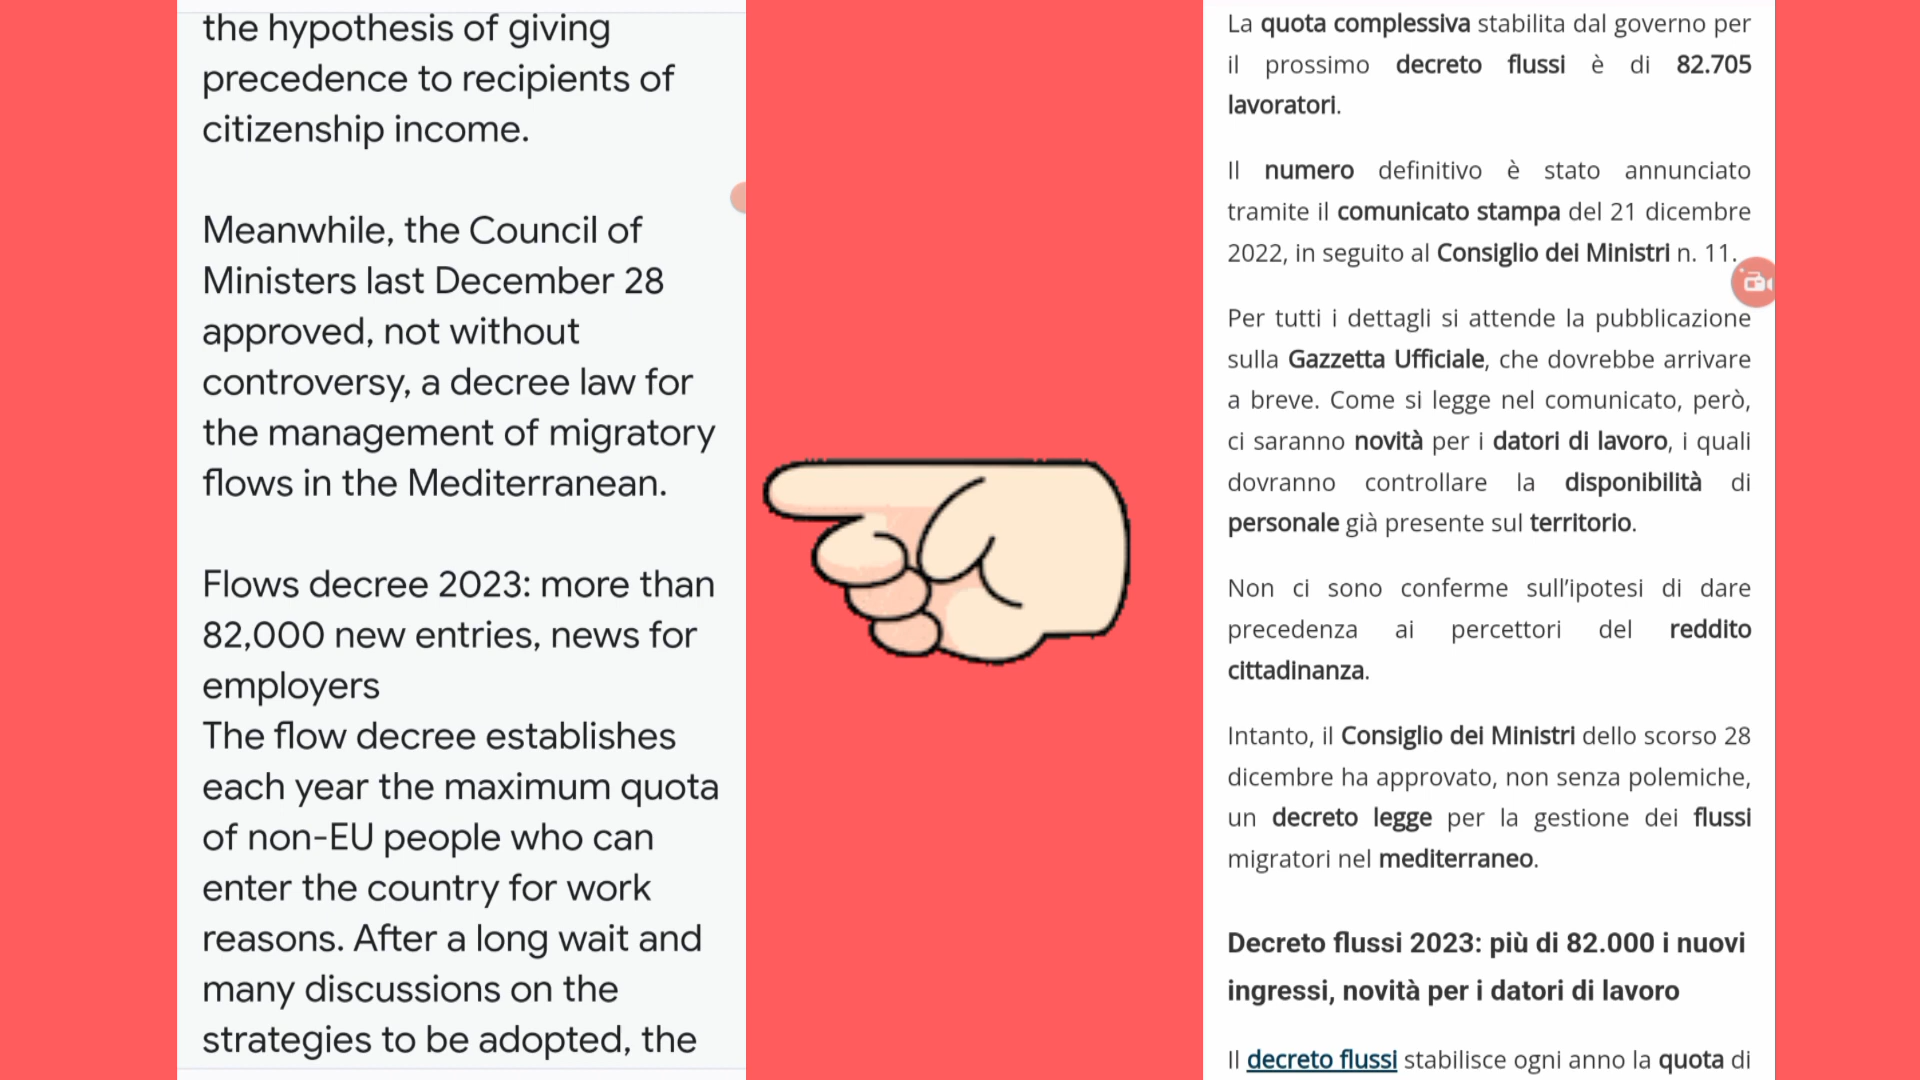 the hypothesis of giving
precedence to recipients of
citizenship income.
Meanwhile, the Council of
Ministers last December 28
approved, not without
controversy, a decree law for
the management of migratory
flows in the Mediterranean.
Flows decree 2023: more than
82,000 new entries, news for
employers
The flow decree establishes
each year the maximum quota
of non-EU people who can
enter the country for work
reasons. After a long wait and
many discussions on the
strategies to be adopted, the
La quota complessiva stabilita dal governo per
il prossimo decreto flussi è di 82.705
lavoratori.
Il numero definitivo è stato annunciato
tramite il comunicato stampa del 21 dicembre
2022, in seguito al Consiglio dei Ministri n. 11.
Per tutti i dettagli si attende la pubblicazione
sulla Gazzetta Ufficiale, che dovrebbe arrivare
a breve. Come si legge nel comunicato, però,
ci saranno novità per i datori di lavoro, i quali
dovranno controllare la disponibilità di
personale già presente sul territorio.
Non ci sono conferme sull'ipotesi di dare
precedenza ai percettori del reddito
cittadinanza.
Intanto, il Consiglio dei Ministri dello scorso 28
dicembre ha approvato, non senza polemiche,
un decreto legge per la gestione dei flussi
migratori nel mediterraneo.
Decreto flussi 2023: più di 82.000 i nuovi
ingressi, novità per i datori di lavoro
Il decreto flussi stabilisce ogni anno la quota di